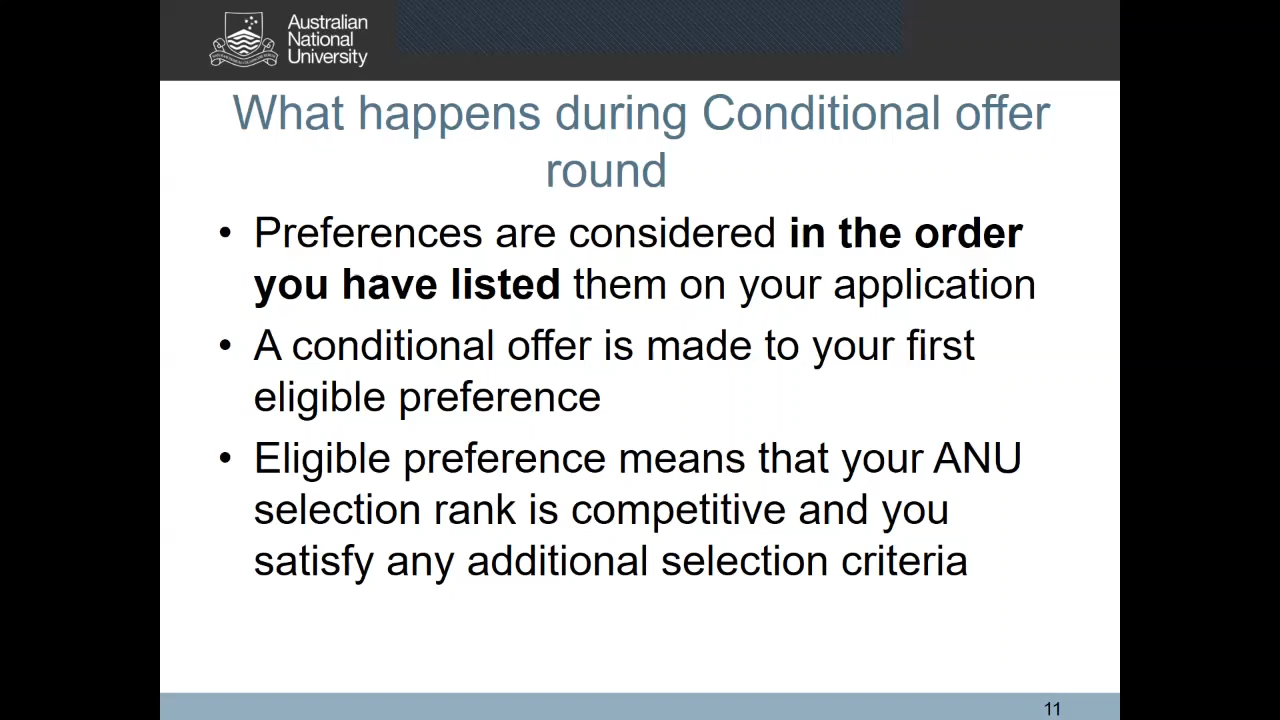 Australian
National
University
What happens during Conditional offer
round
• Preferences are considered in the order
you have listed them on your application
• A conditional offer is made to your first
eligible preference
• Eligible preference means that your ANU
selection rank is competitive and you
satisfy any additional selection criteria
11